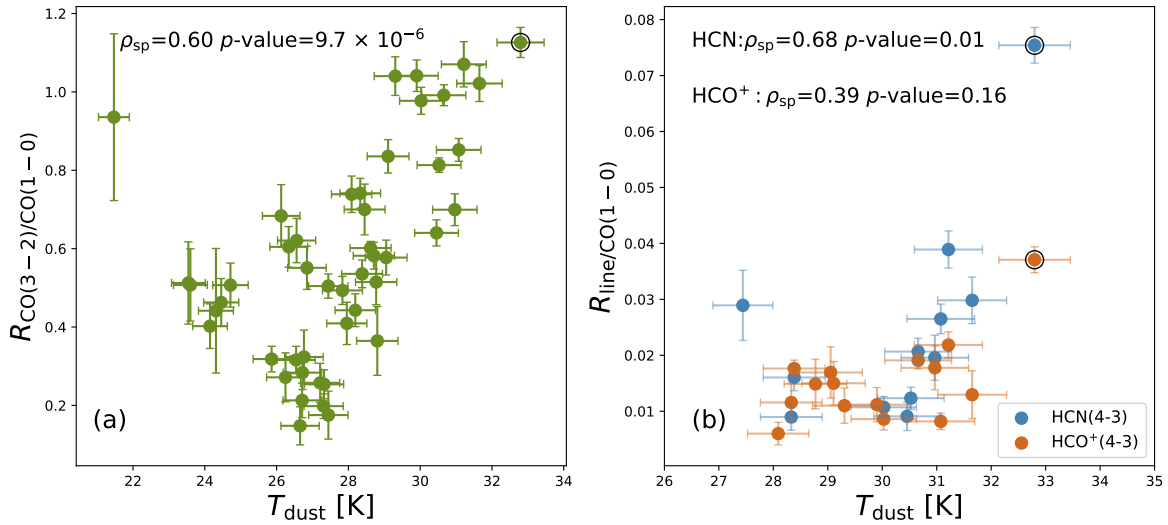 ρsp=0.60 p-value=9.7 × 10−6
1.2
1.0
0.8
0.6
0.4
0.2
RCO(3−2)/CO(1−0)
(a)
22 24 26 28 30 32 34
Tdust [K]
HCN:ρsp=0.68 p-value=0.01
HCO+: ρsp=0.39 p-value=0.16
0.08
0.07
0.06
0.05
0.04
0.03
0.02
0.01
Rline/CO(1−0)
(b)
HCN(4-3)
HCO+(4-3)
26 27 28 29 30 31 32 33 34 35
Tdust [K]